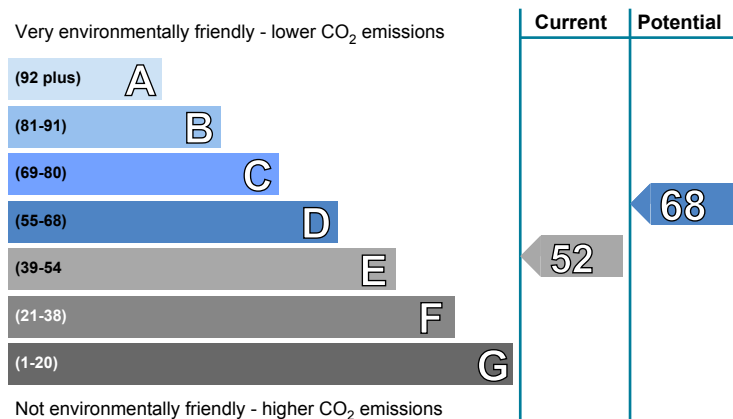 Very environmentally friendly - lower CO2 emissions
Current
Potential
(92 plus) A
(81-91) B
(69-80) C
(55-68) D
68
(39-54 E
52
(21-38) F
(1-20) G
Not environmentally friendly - higher CO2 emissions